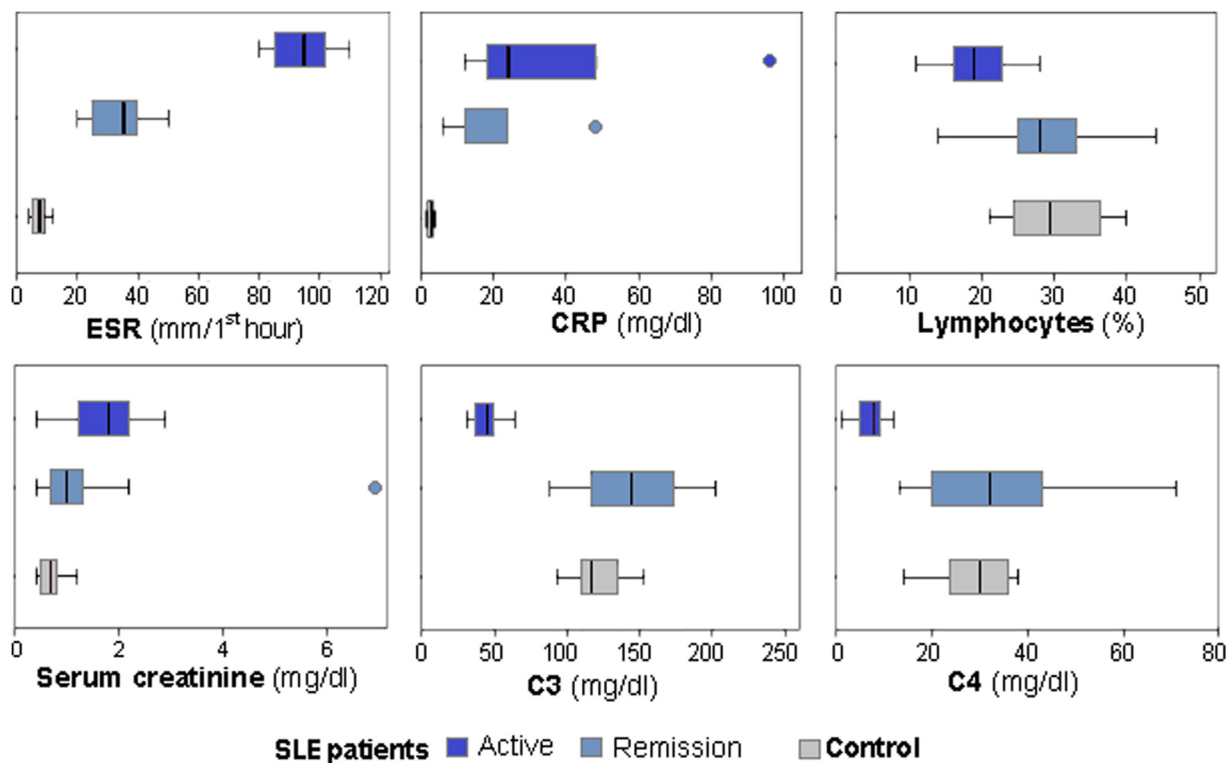 0 20 40 60 80 100 120
ESR (mm/1st hour)
0 20 40 60 80 100
CRP (mg/dl)
0 10 20 30 40 50
Lymphocytes (%)
0 2 4 6
Serum creatinine (mg/dl)
0 50 100 150 200 250
C3 (mg/dl)
0 20 40 60 80
C4 (mg/dl)
SLE patients Active Remission Control